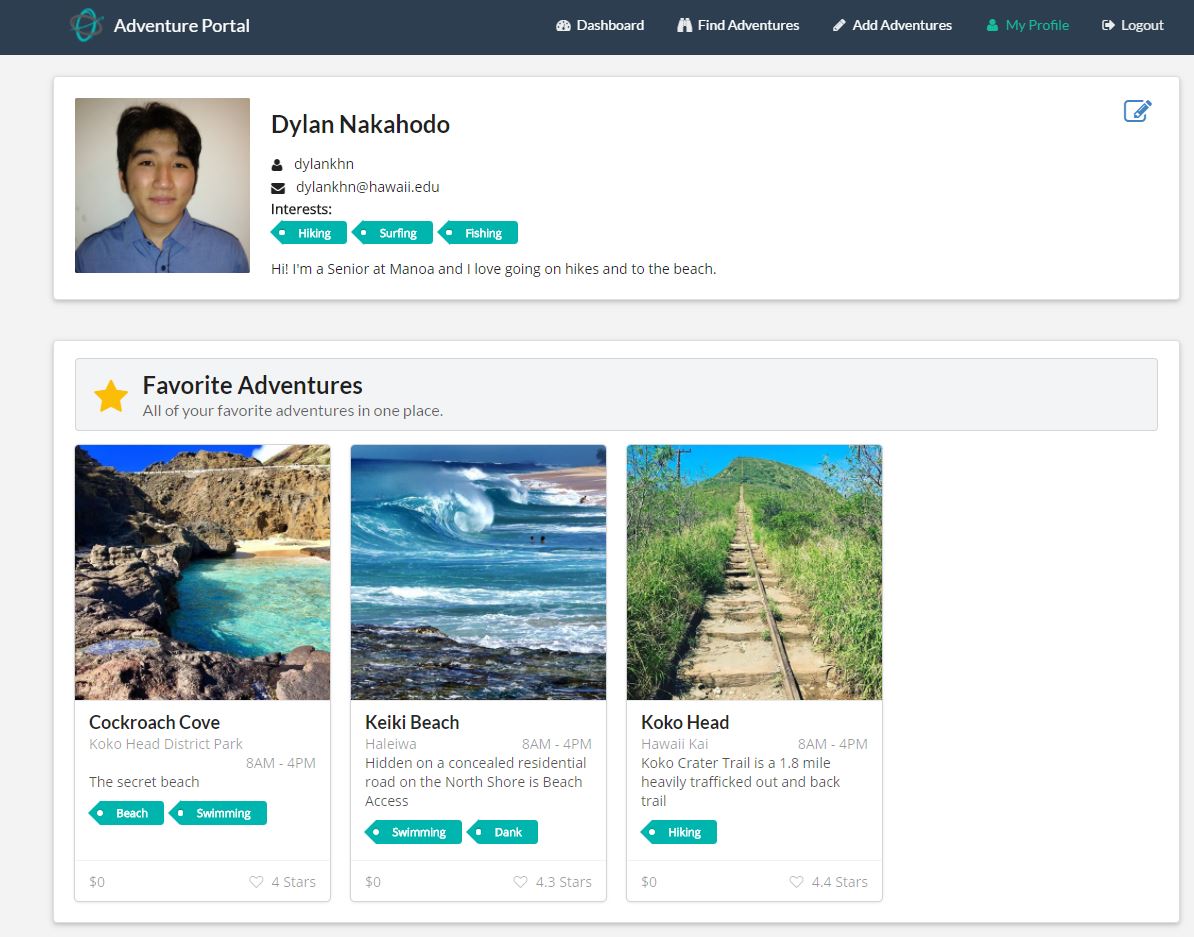 Adventure Portal
Dashboard
Find Adventures
Add Adventures
My Profile
Logout
Dylan Nakahodo
dylankhn
dylankhn@hawaii.edu
Interests:
Hiking
Surfing
Fishing
Hi! I'm a Senior at Manoa and I love going on hikes and to the beach.
Favorite Adventures
All of your favorite adventures in one place.
Cockroach Cove
Koko Head District Park
8AM - 4PM
The secret beach
Beach
Swimming
$0
4 Stars
Keiki Beach
Haleiwa
8AM - 4PM
Hidden on a concealed residential
road on the North Shore is Beach
Access
Swimming
Dank
$0
4.3 Stars
Koko Head
Hawaii Kai
8AM - 4PM
Koko Crater Trail is a 1.8 mile
heavily trafficked out and back
trail
Hiking
$0
4.4 Stars